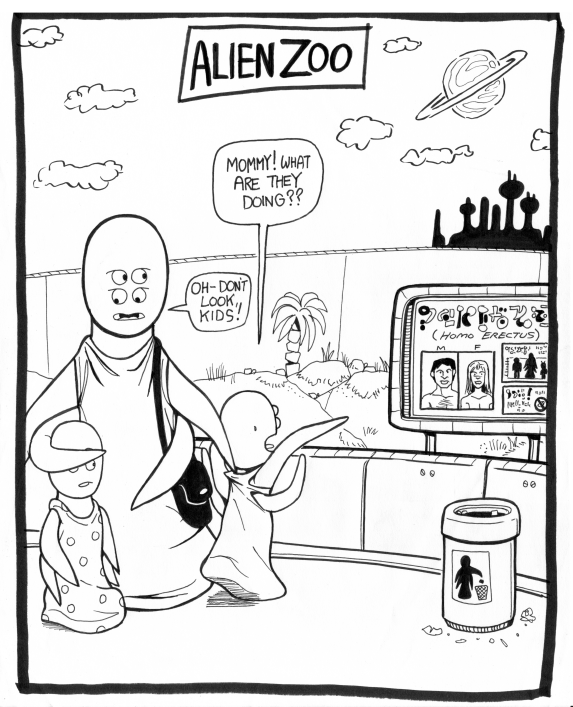 ALIEN ZOO
MOMMY! WHAT
ARE THEY
DOING??
OH-DON'T
LOOK,
KIDS!
(HOMO ERECTUS)
M F